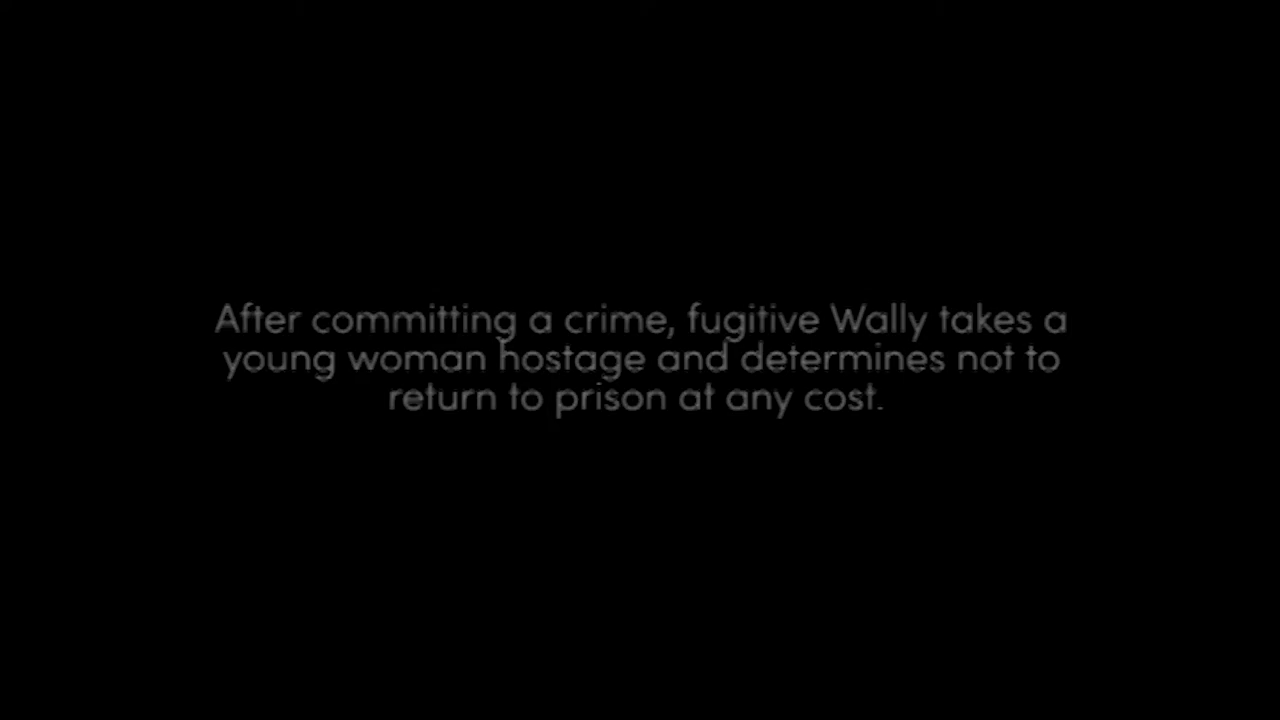 After committing a crime, fugitive Wally takes a
young woman hostage and determines not to
return to prison at any cost.